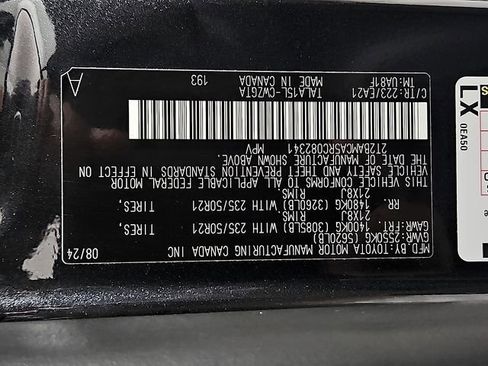 MFD.BY:TOYOTA MOTOR MANUFACTURING CANADA INC 08/24
GVWR:2550KG (5620LB)
GAWR:FRT: 1400KG (3085LB) WITH 235/50R21 TIRES
21X8J RIMS
RR 1480KG (3260LB) WITH 235/50R21 TIRES
21X8J RIMS.
THIS VEHICLE CONFORMS TO ALL APPLICABLE FEDERAL MOTOR
VEHICLE SAFETY AND THEFT PREVENTION STANDARDS IN EFFECT ON
THE DATE OF MANUFACTURE SHOWN ABOVE.
2T2BAMCA5RC082341 MPV
C/TR:223/EA21
TM:UA81F
TALA15L-CWZGTA
MADE IN CANADA 193
A
LX
0EA50